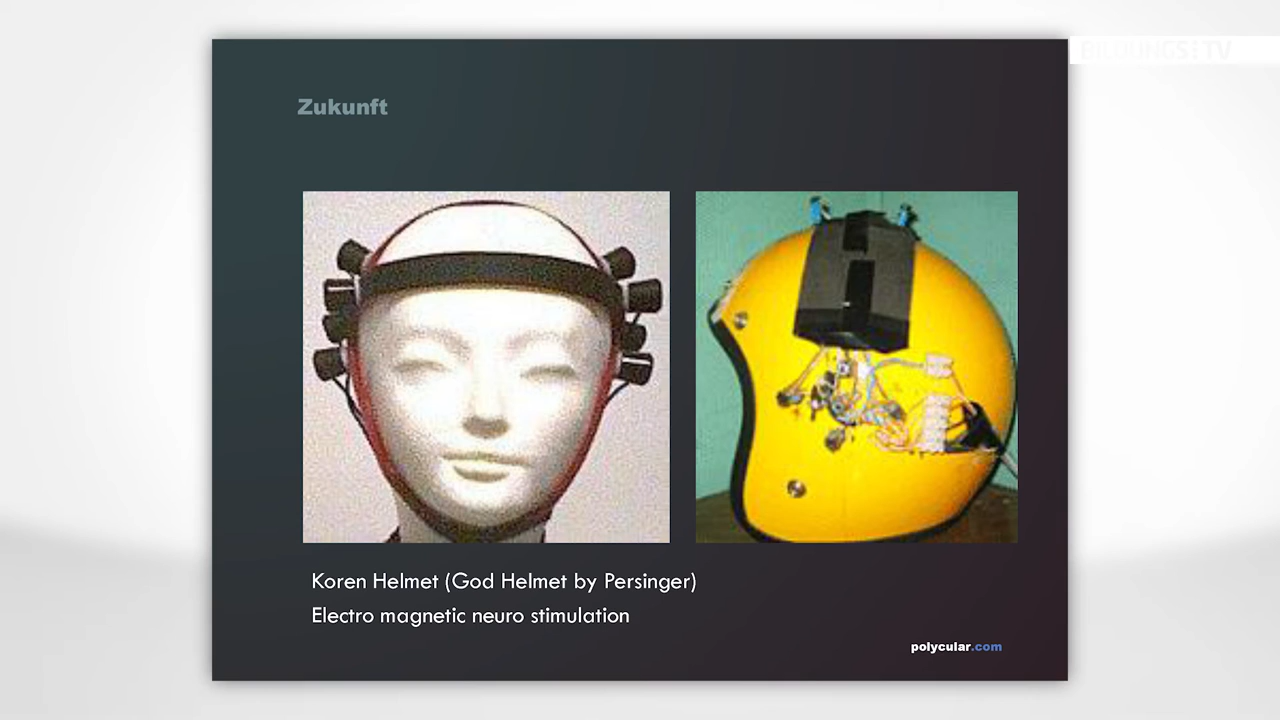 BILDUNGS TV
Zukunft
Koren Helmet (God Helmet by Persinger)
Electro magnetic neuro stimulation
polycular.com